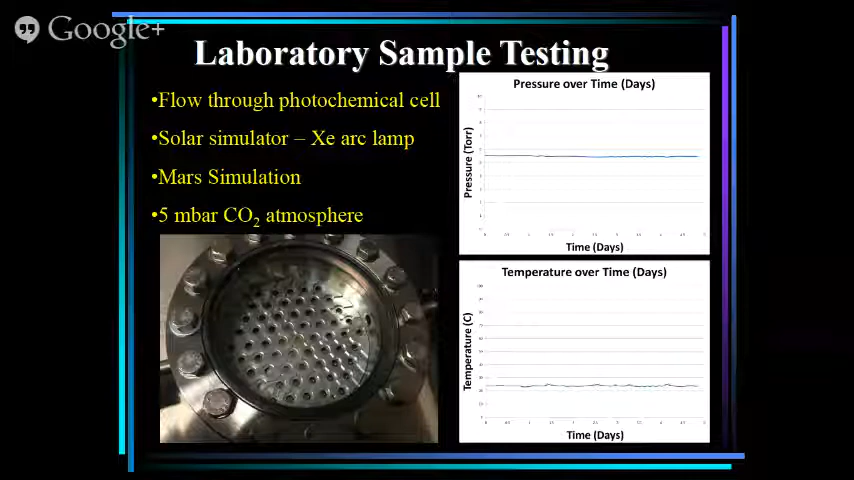 Google+
Laboratory Sample Testing
•Flow through photochemical cell
•Solar simulator – Xe arc lamp
•Mars Simulation
•5 mbar CO2 atmosphere
Pressure over Time (Days)
Pressure (Torr)
Time (Days)
Temperature over Time (Days)
Temperature (C)
Time (Days)